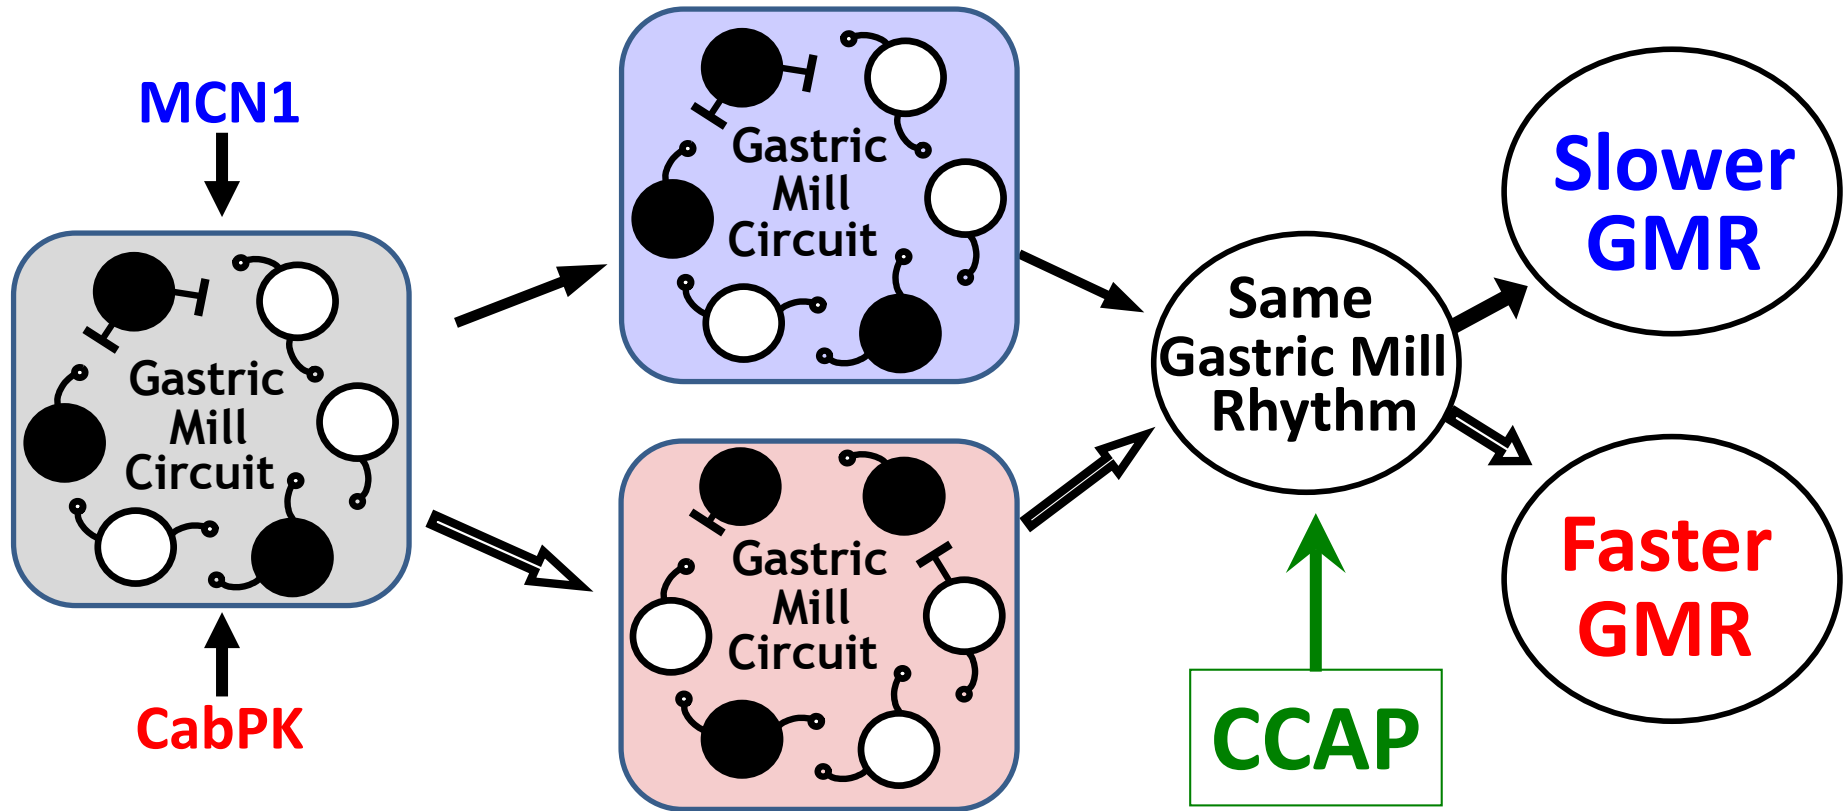 MCN1
Gastric
Mill
Circuit
CabPK
Gastric
Mill
Circuit
Gastric
Mill
Circuit
Same
Gastric Mill
Rhythm
CCAP
Slower
GMR
Faster
GMR